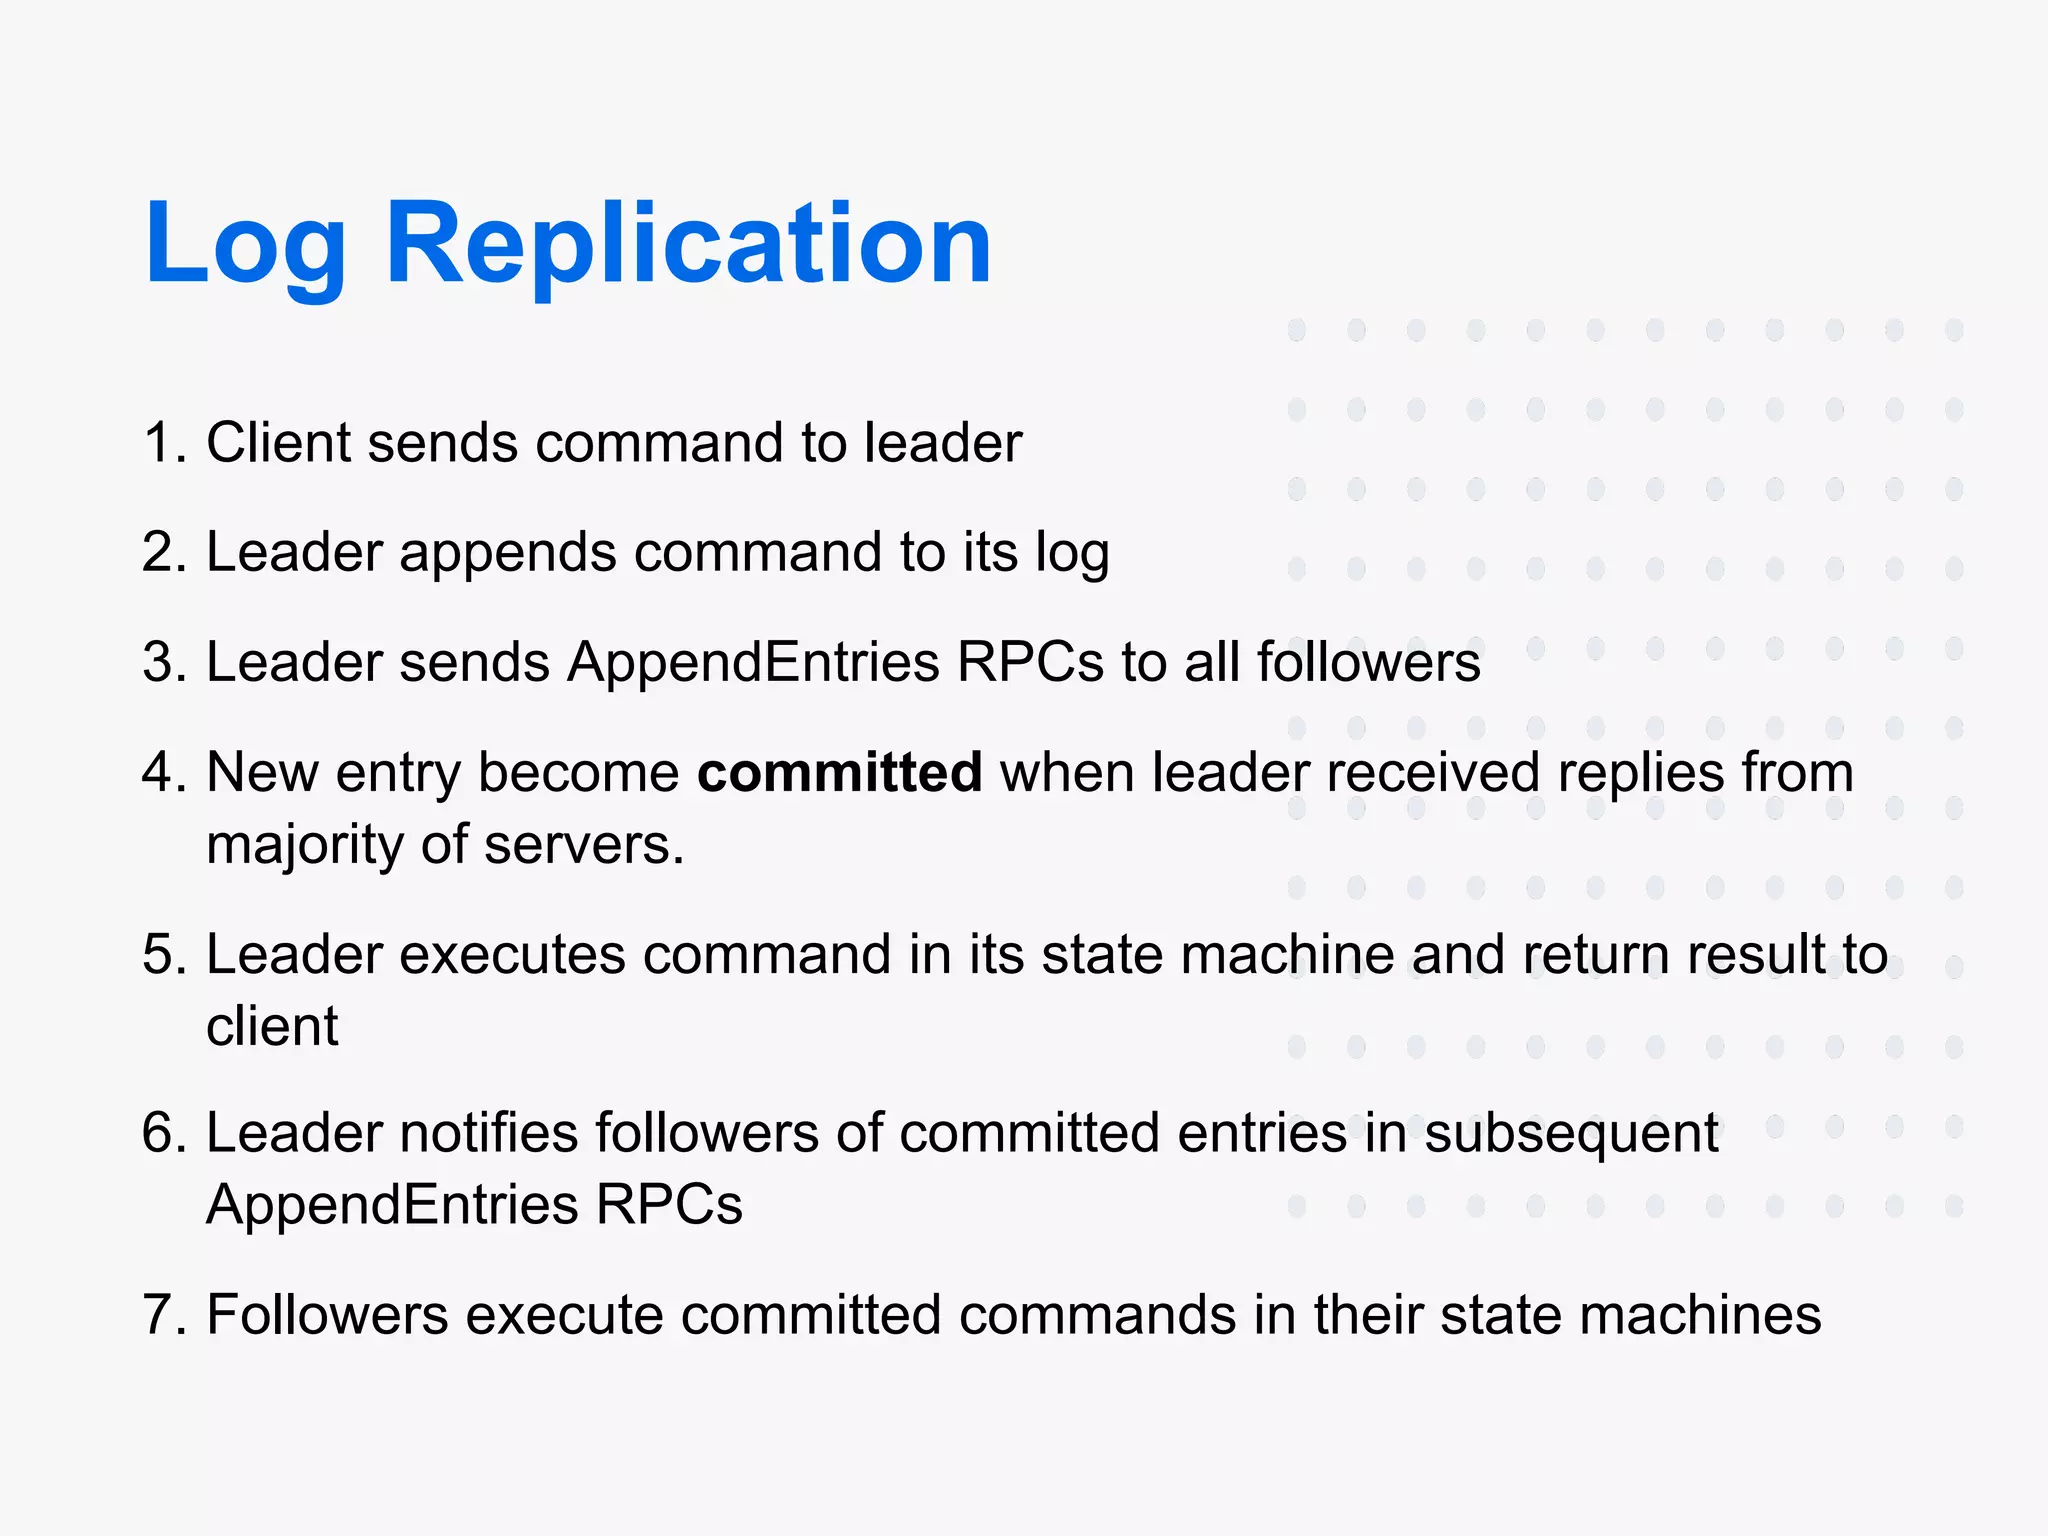 Log Replication
1. Client sends command to leader
2. Leader appends command to its log
3. Leader sends AppendEntries RPCs to all followers
4. New entry become committed when leader received replies from
majority of servers.
5. Leader executes command in its state machine and return result to
client
6. Leader notifies followers of committed entries in subsequent
AppendEntries RPCs
7. Followers execute committed commands in their state machines